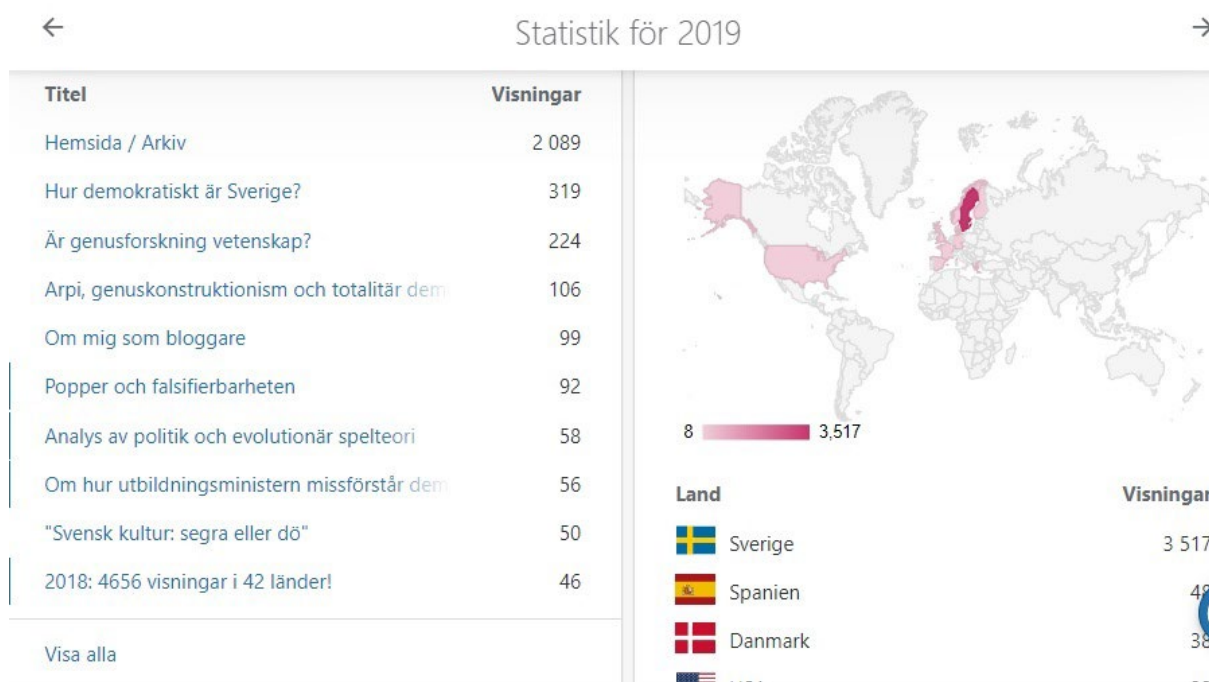 Statistik för 2019
Titel Visningar
Hemsida / Arkiv 2 089
Hur demokratiskt är Sverige? 319
Är genusforskning vetenskap? 224
Arpi, genuskonstruktionism och totalitär dem 106
Om mig som bloggare 99
Popper och falsifierbarheten 92
Analys av politik och evolutionär spelteori 58
Om hur utbildningsministern missförstår dem 56
"Svensk kultur: segra eller dö" 50
2018: 4656 visningar i 42 länder! 46
Visa alla
8 3,517
Land Visningar
Sverige 3 517
Spanien
Danmark 38